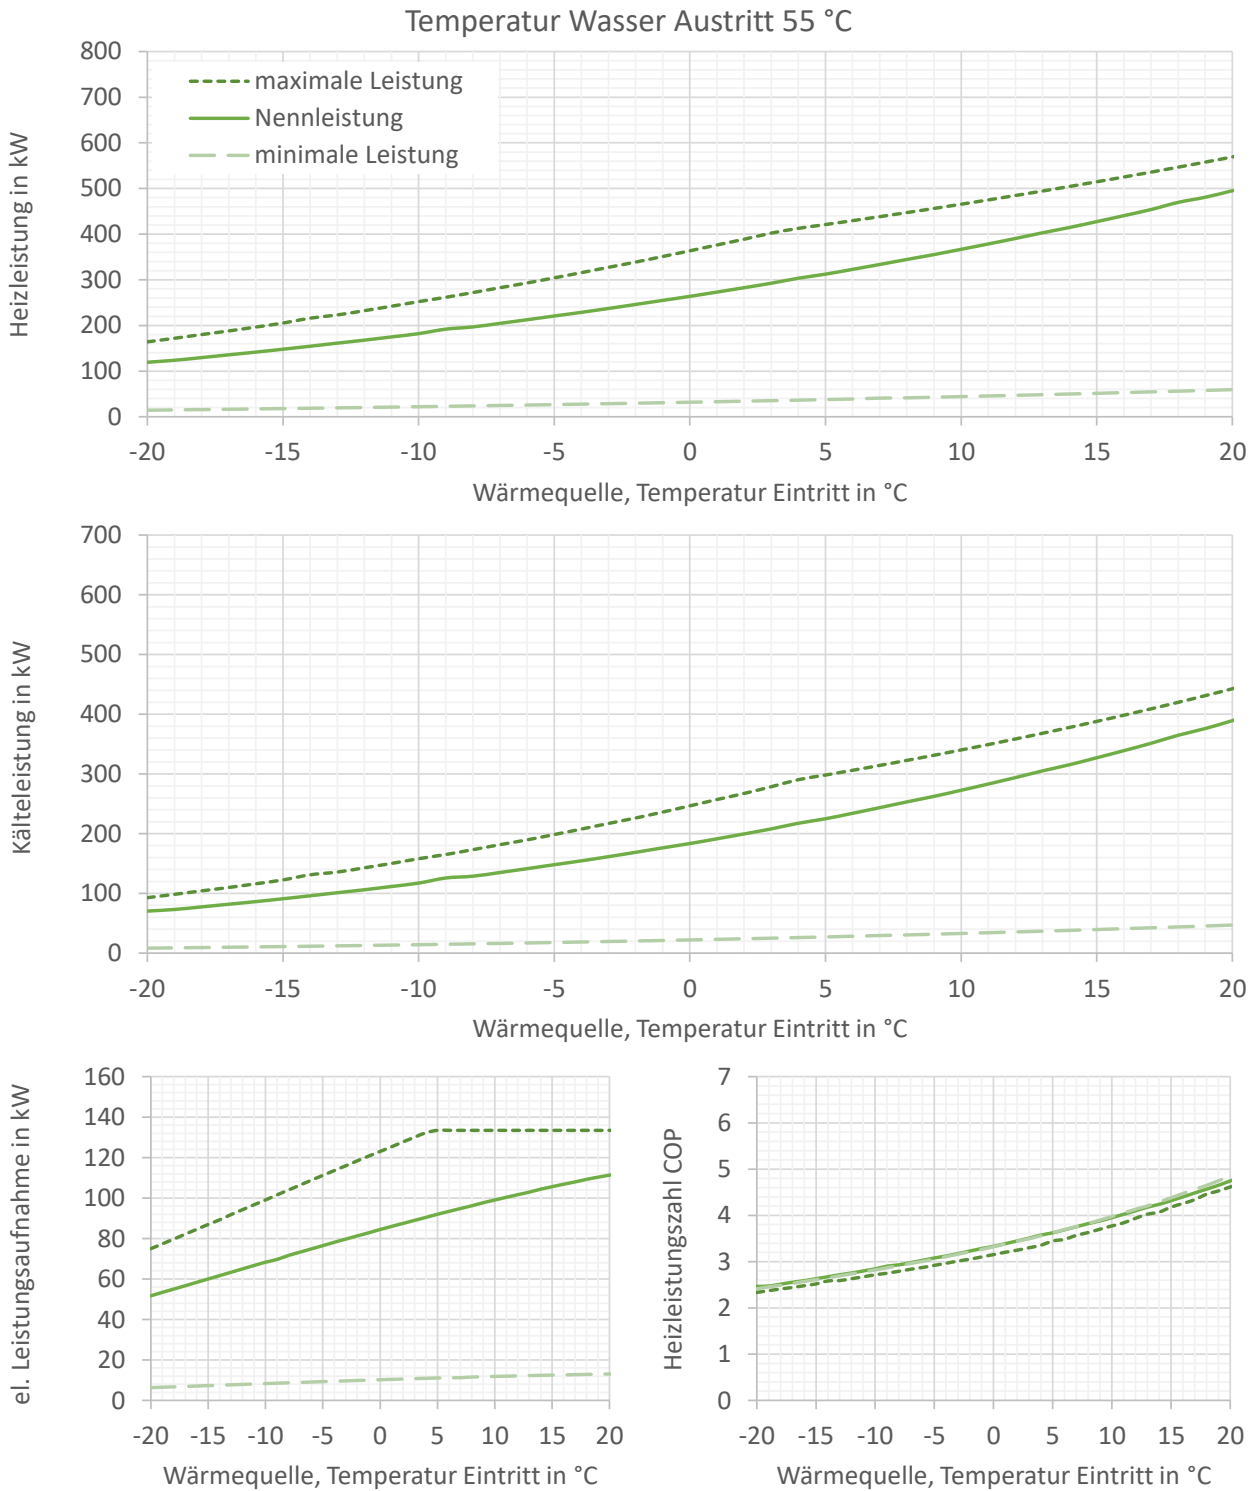 Temperatur Wasser Austritt 55 °C
Heizleistung in kW
800
700
600
500
400
300
200
100
0
maximale Leistung
Nennleistung
minimale Leistung
-20 -15 -10 -5 0 5 10 15 20
Wärmequelle, Temperatur Eintritt in °C
Kälteleistung in kW
700
600
500
400
300
200
100
0
-20 -15 -10 -5 0 5 10 15 20
Wärmequelle, Temperatur Eintritt in °C
el. Leistungsaufnahme in kW
160
140
120
100
80
60
40
20
0
-20 -15 -10 -5 0 5 10 15 20
Wärmequelle, Temperatur Eintritt in °C
Heizleistungszahl COP
7
6
5
4
3
2
1
0
-20 -15 -10 -5 0 5 10 15 20
Wärmequelle, Temperatur Eintritt in °C